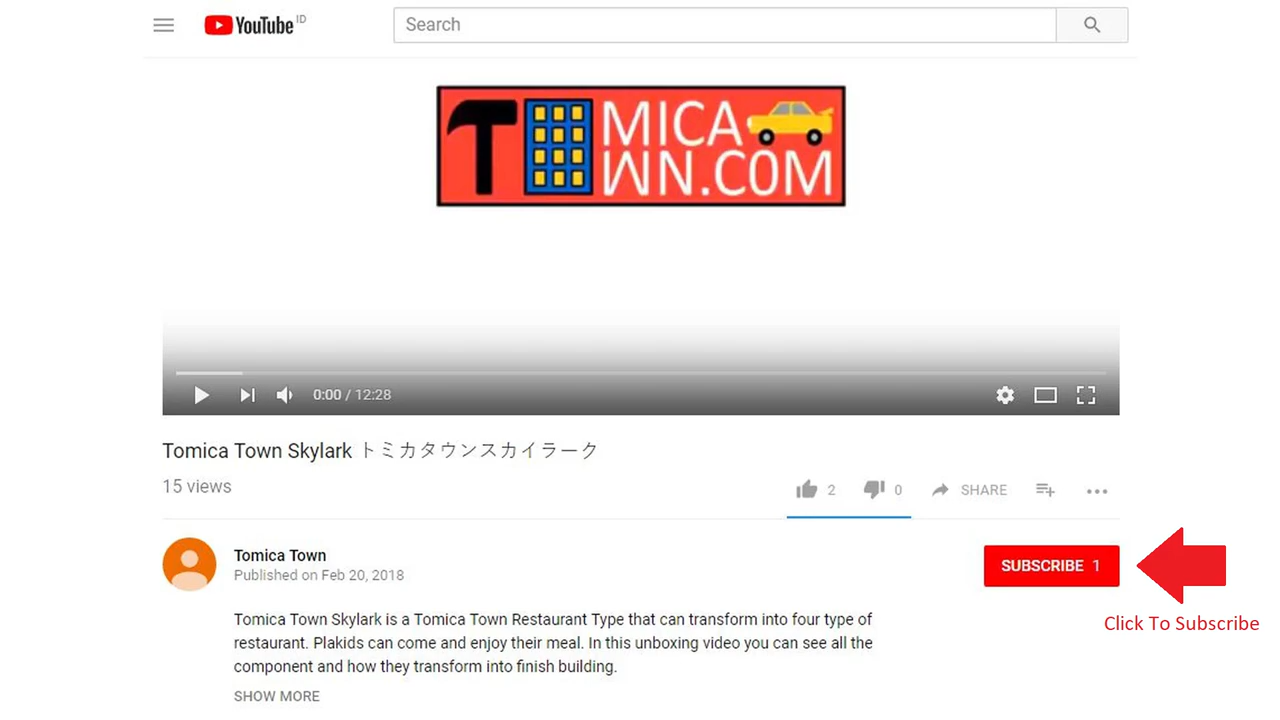 YouTube ID
Search
T MICA
WN.COM
0:00 / 12:28
Tomica Town Skylark トミカタウンスカイラーク
15 views
2 0 SHARE
Tomica Town
Published on Feb 20, 2018
SUBSCRIBE 1
Click To Subscribe
Tomica Town Skylark is a Tomica Town Restaurant Type that can transform into four type of
restaurant. Plakids can come and enjoy their meal. In this unboxing video you can see all the
component and how they transform into finish building.
SHOW MORE